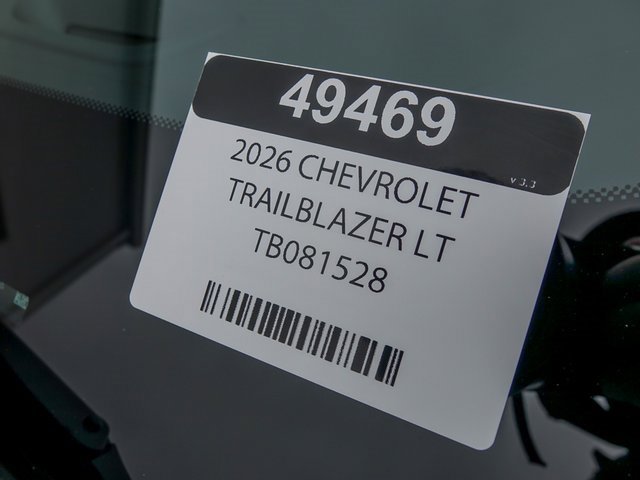 49469
v 3.3
2026 CHEVROLET
TRAILBLAZER LT
TB081528